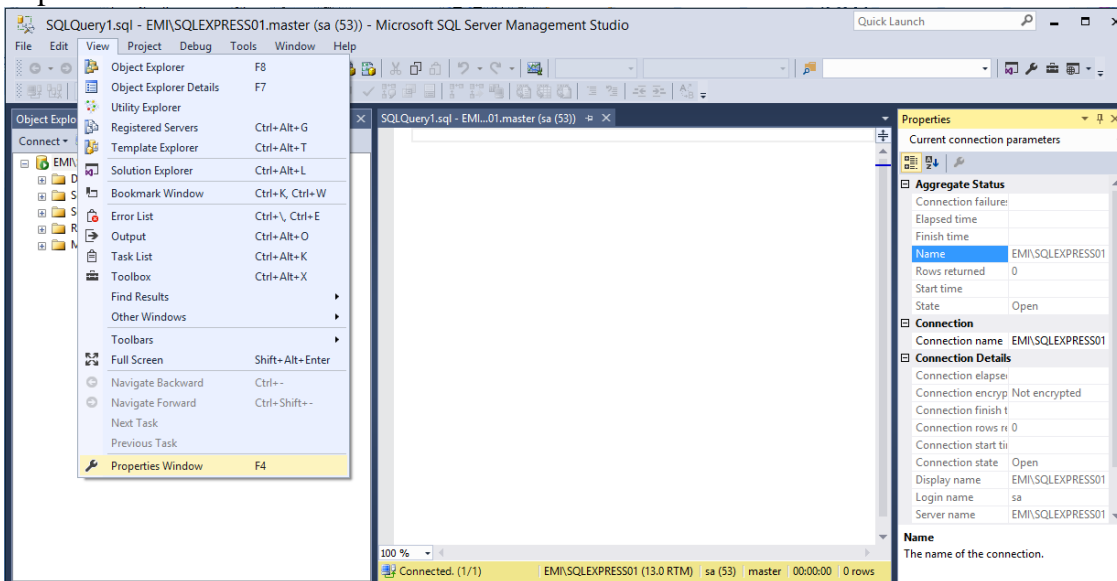 SQLQuery1.sql - EMI\SQLEXPRESS01.master (sa (53)) - Microsoft SQL Server Management Studio
Quick Launch
File Edit View Project Debug Tools Window Help
Object Explorer F8
Object Explorer Details F7
Utility Explorer
Registered Servers Ctrl+Alt+G
Template Explorer Ctrl+Alt+T
Solution Explorer Ctrl+Alt+L
Bookmark Window Ctrl+K, Ctrl+W
Error List Ctrl+\, Ctrl+E
Output Ctrl+Alt+O
Task List Ctrl+Alt+K
Toolbox Ctrl+Alt+X
Find Results
Other Windows
Toolbars
Full Screen Shift+Alt+Enter
Navigate Backward Ctrl+-
Navigate Forward Ctrl+Shift+-
Next Task
Previous Task
Properties Window F4
Object Explo
Connect
EMI\
D
S
S
R
M
SQLQuery1.sql - EMI...01.master (sa (53))
100 %
Connected. (1/1) EMI\SQLEXPRESS01 (13.0 RTM) sa (53) master 00:00:00 0 rows
Properties
Current connection parameters
Aggregate Status
Connection failure
Elapsed time
Finish time
Name EMI\SQLEXPRESS01
Rows returned 0
Start time
State Open
Connection
Connection name EMI\SQLEXPRESS01
Connection Details
Connection elapse
Connection encryp Not encrypted
Connection finish t
Connection rows re 0
Connection start ti
Connection state Open
Display name EMI\SQLEXPRESS01
Login name sa
Server name EMI\SQLEXPRESS01
Name
The name of the connection.